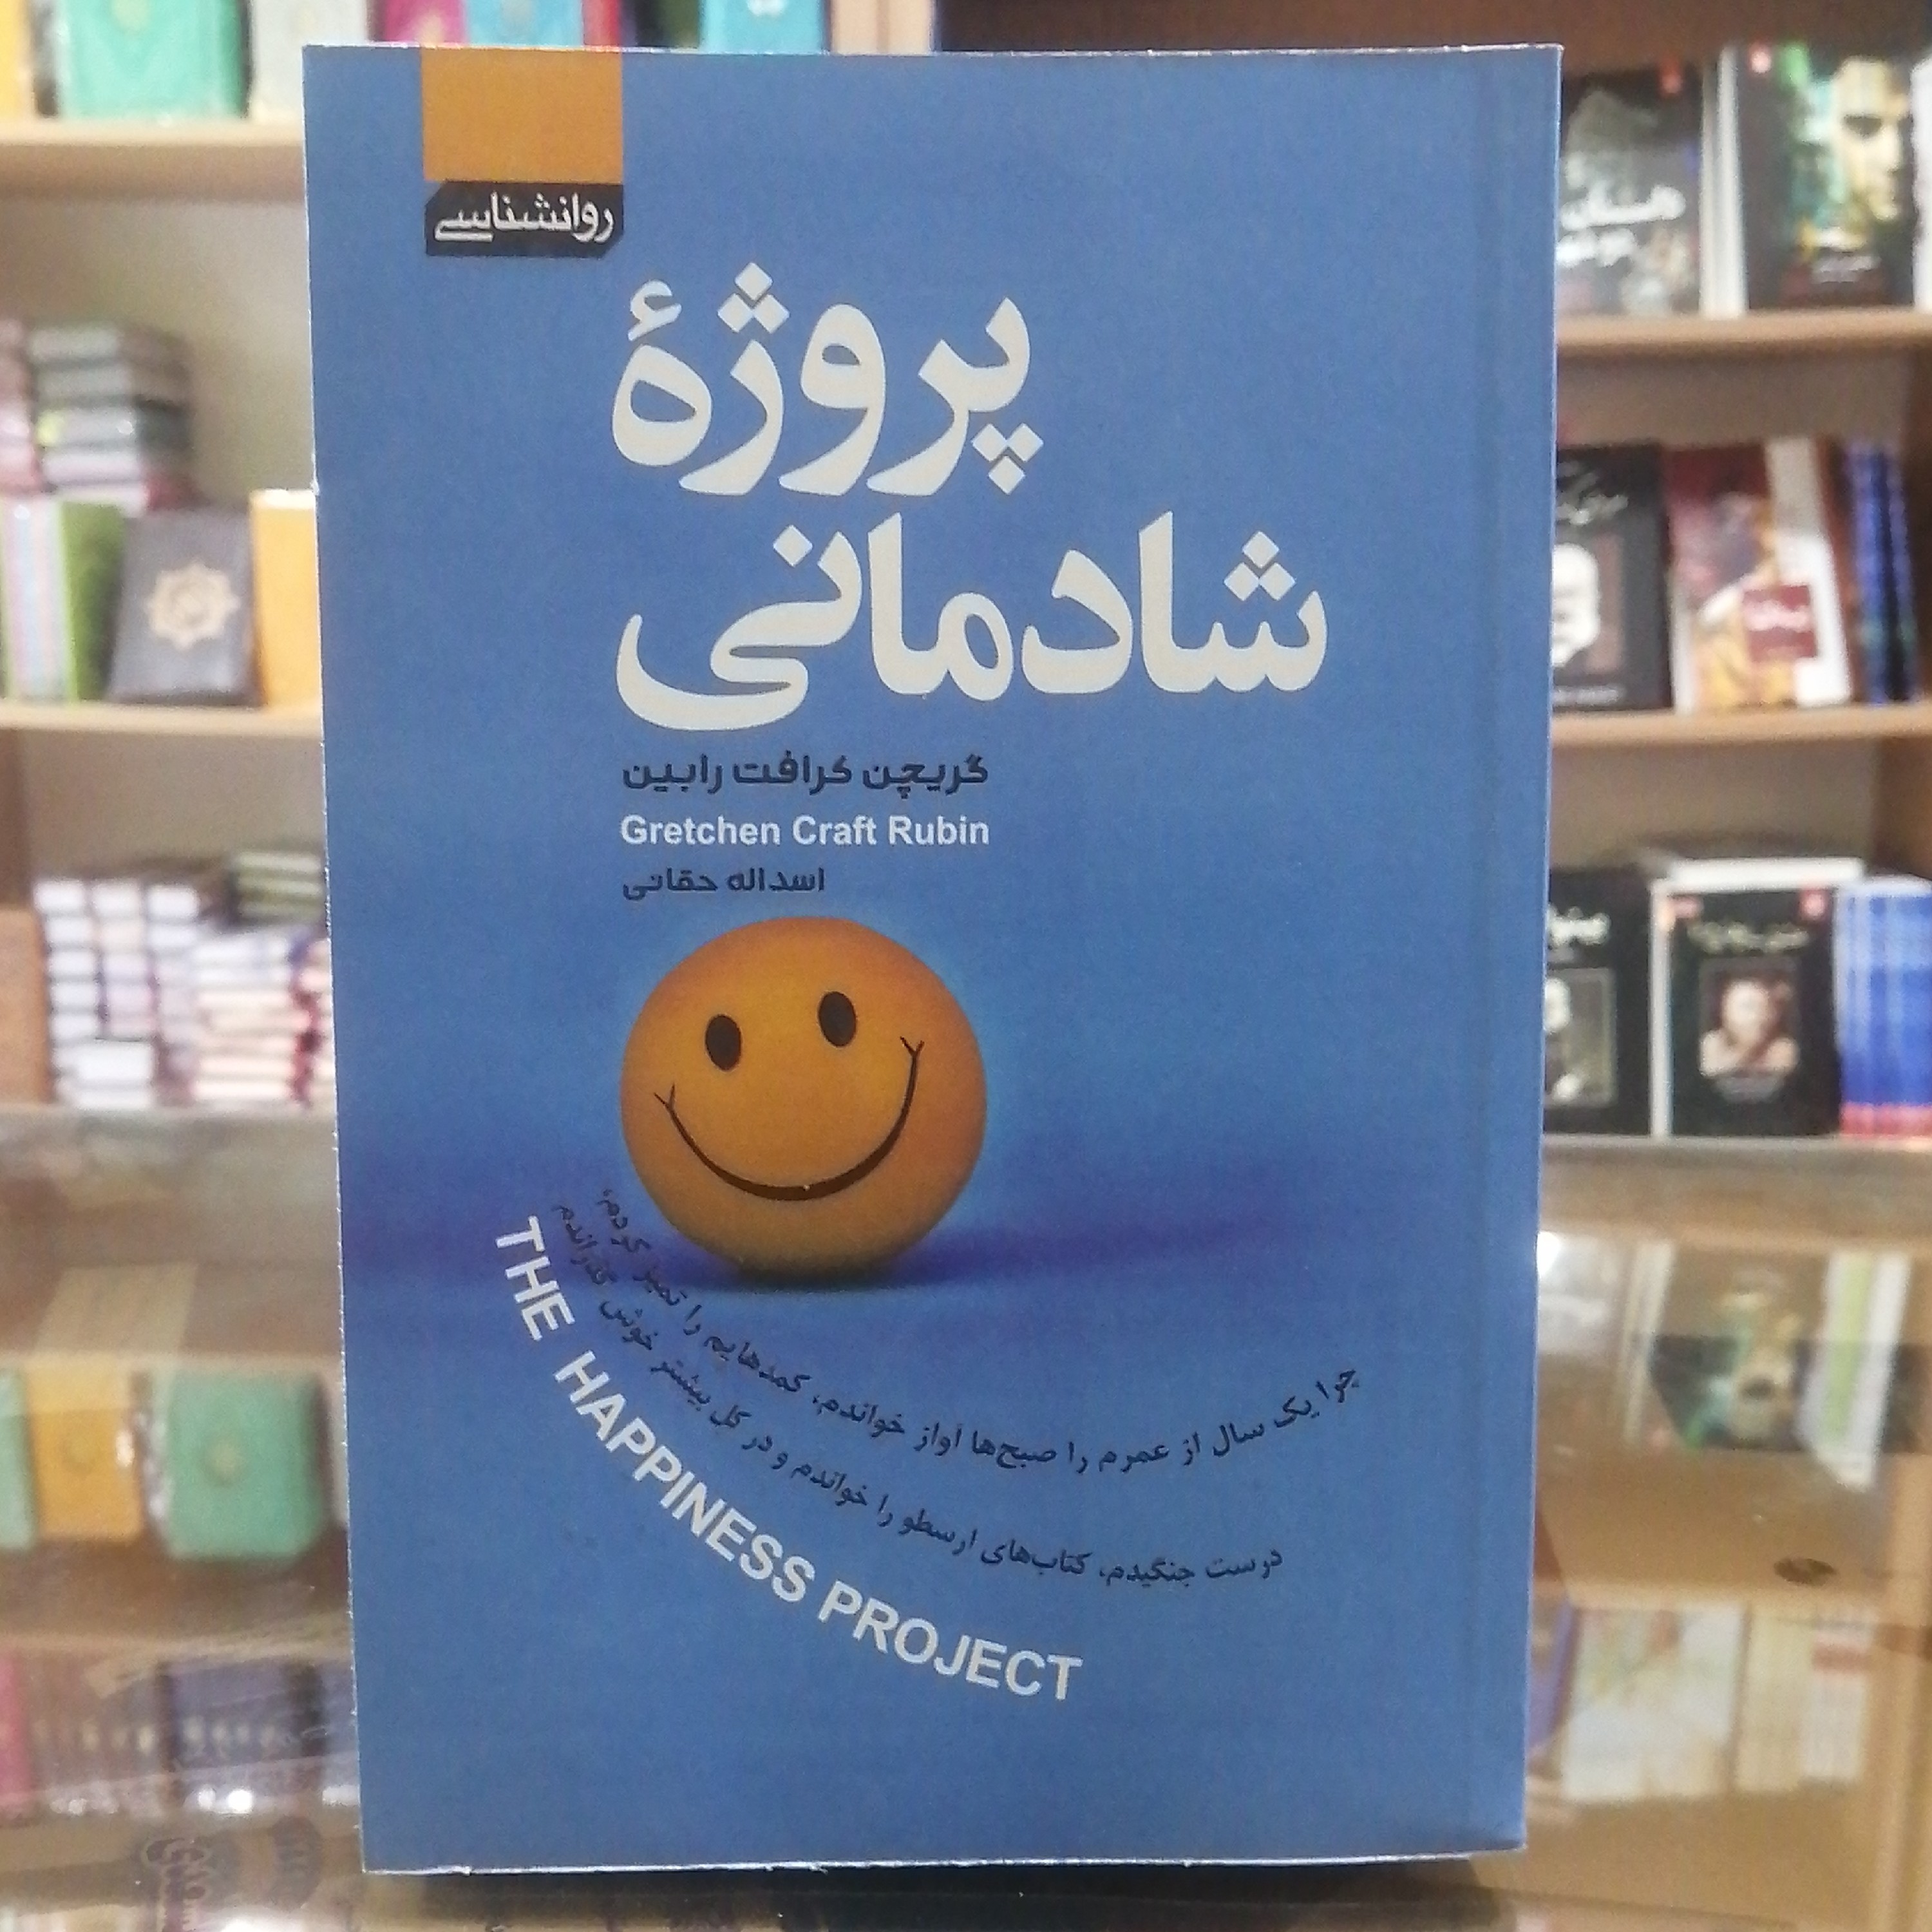 روانشناسی
پروژهٔ
شادمانی
گریچن کرافت رابین
Gretchen Craft Rubin
اسداله حقانی
چرا یک سال از عمرم را صبح‌ها آواز خواندم، کمدهایم را تمیز کردم،
درست جنگیدم، کتاب‌های ارسطو را خواندم و در کل بیشتر خوش گذراندم
THE HAPPINESS PROJECT